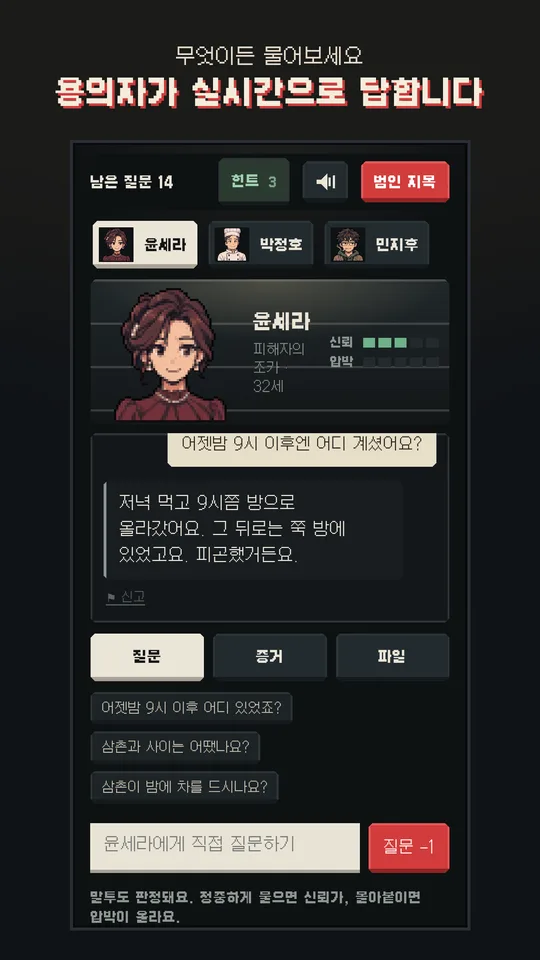 무엇이든 물어보세요
용의자가 실시간으로 답합니다
남은 질문 14
힌트 3
범인 지목
윤세라
박정호
민지후
윤세라
피해자의
조카 ·
32세
신뢰
압박
어젯밤 9시 이후엔 어디 계셨어요?
저녁 먹고 9시쯤 방으로
올라갔어요. 그 뒤로는 쭉 방에
있었고요. 피곤했거든요.
신고
질문
증거
파일
어젯밤 9시 이후 어디 있었죠?
삼촌과 사이는 어땠나요?
삼촌이 밤에 차를 드시나요?
윤세라에게 직접 질문하기
질문 -1
말투도 판정돼요. 정중하게 물으면 신뢰가, 몰아붙이면
압박이 올라요.